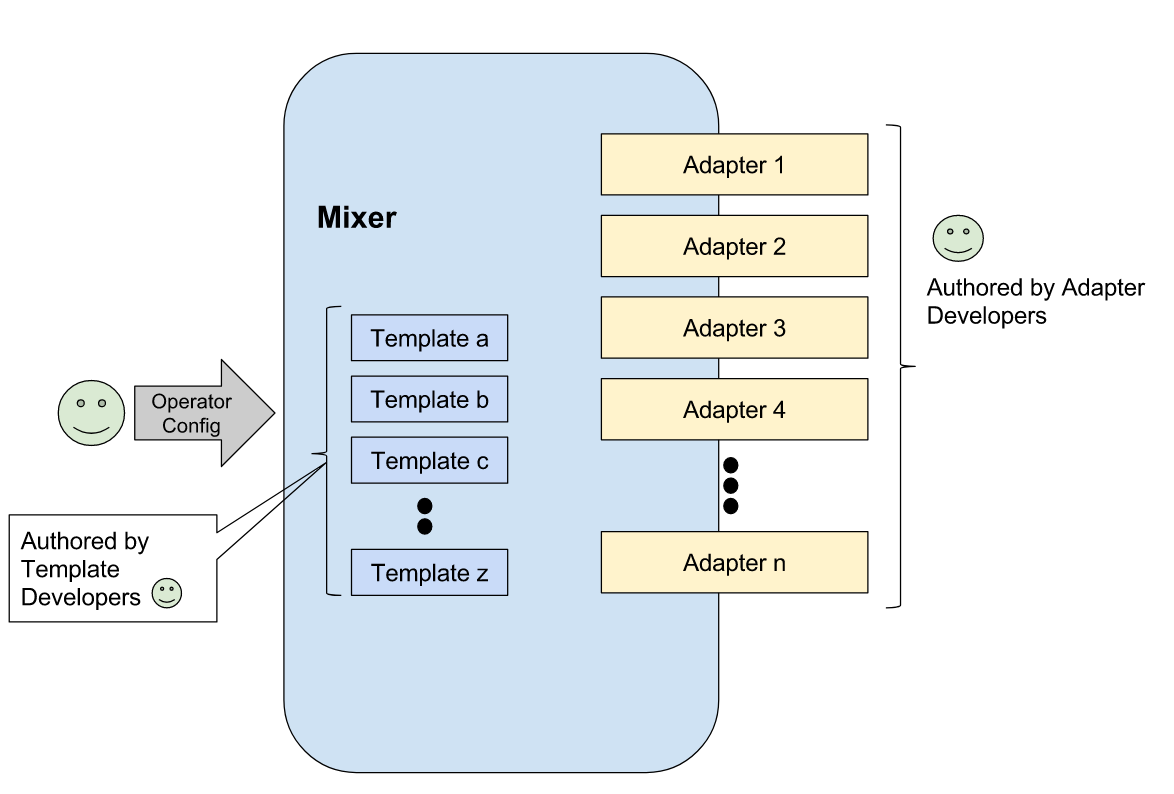 Mixer
Template a
Template b
Template c
Template z
Operator
Config
Authored by
Template
Developers
Adapter 1
Adapter 2
Adapter 3
Adapter 4
Adapter n
Authored by Adapter
Developers